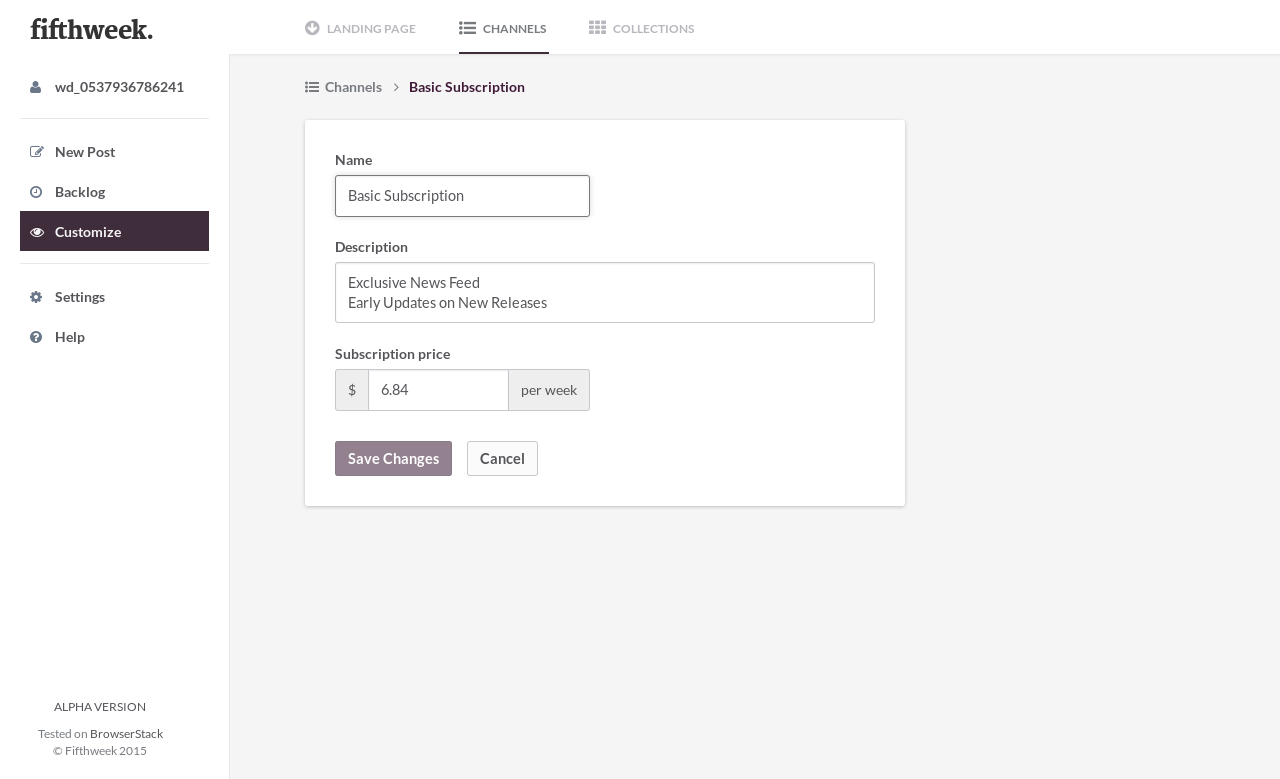 fifthweek.
LANDING PAGE
CHANNELS
COLLECTIONS
wd_0537936786241
New Post
Backlog
Customize
Settings
Help
Channels
Basic Subscription
Name
Basic Subscription
Description
Exclusive News Feed
Early Updates on New Releases
Subscription price
$ 6.84 per week
Save Changes
Cancel
ALPHA VERSION
Tested on BrowserStack
© Fifthweek 2015